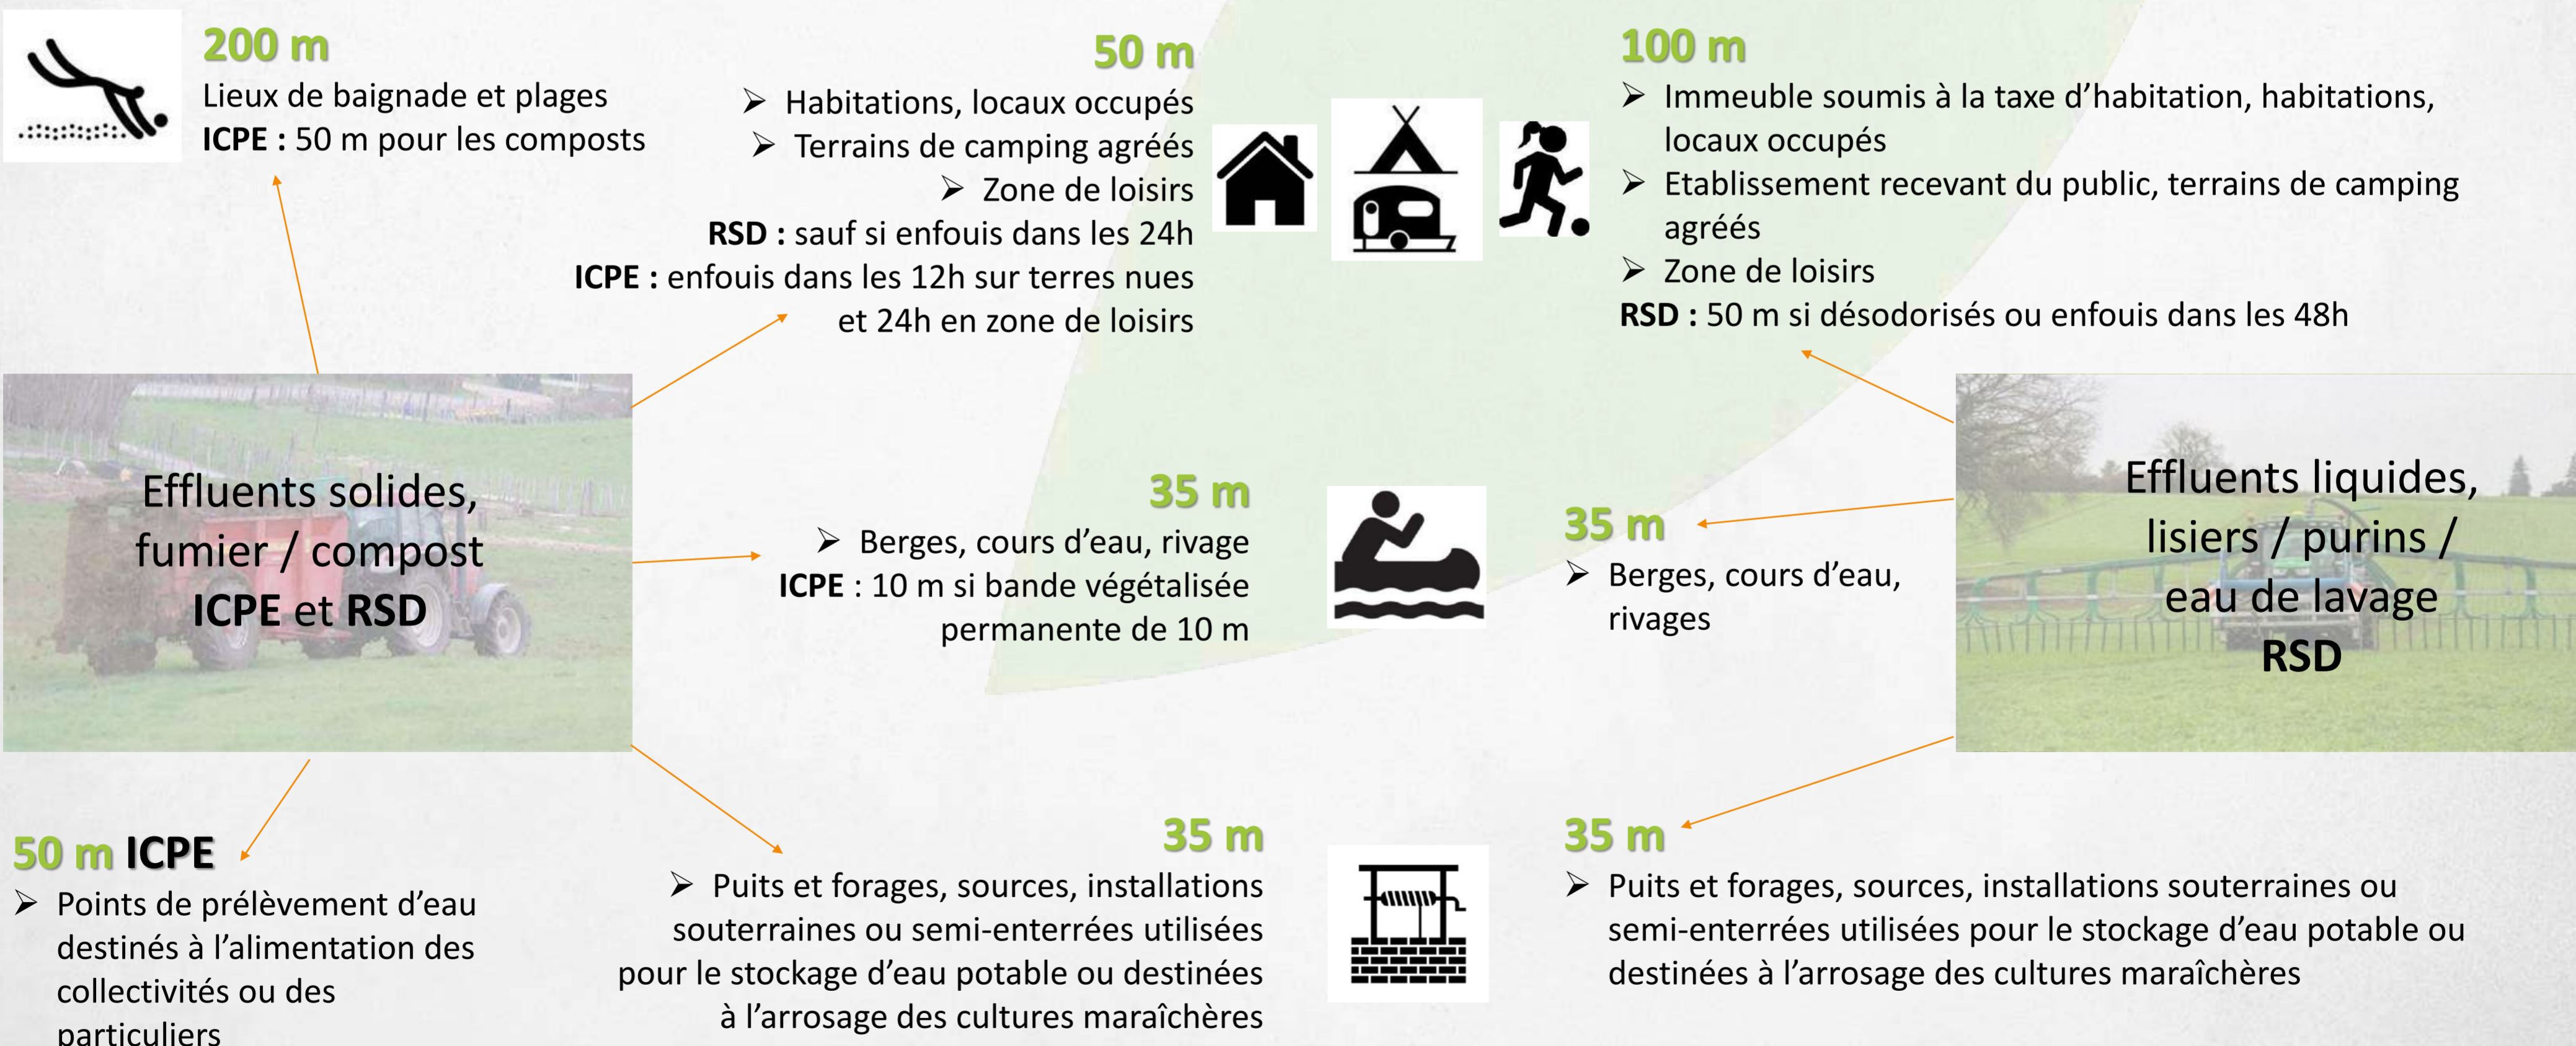 200 m
Lieux de baignade et plages
ICPE : 50 m pour les composts
50 m
➢ Habitations, locaux occupés
➢ Terrains de camping agréés
➢ Zone de loisirs
RSD : sauf si enfouis dans les 24h
ICPE : enfouis dans les 12h sur terres nues
et 24h en zone de loisirs
100 m
➢ Immeuble soumis à la taxe d’habitation, habitations,
locaux occupés
➢ Etablissement recevant du public, terrains de camping
agréés
➢ Zone de loisirs
RSD : 50 m si désodorisés ou enfouis dans les 48h
Effluents solides,
fumier / compost
ICPE et RSD
35 m
➢ Berges, cours d’eau, rivage
ICPE : 10 m si bande végétalisée
permanente de 10 m
35 m
➢ Berges, cours d’eau,
rivages
Effluents liquides,
lisiers / purins /
eau de lavage
RSD
50 m ICPE
➢ Points de prélèvement d’eau
destinés à l’alimentation des
collectivités ou des
particuliers
35 m
➢ Puits et forages, sources, installations
souterraines ou semi-enterrées utilisées
pour le stockage d’eau potable ou destinées
à l’arrosage des cultures maraîchères
35 m
➢ Puits et forages, sources, installations souterraines ou
semi-enterrées utilisées pour le stockage d’eau potable ou
destinées à l’arrosage des cultures maraîchères